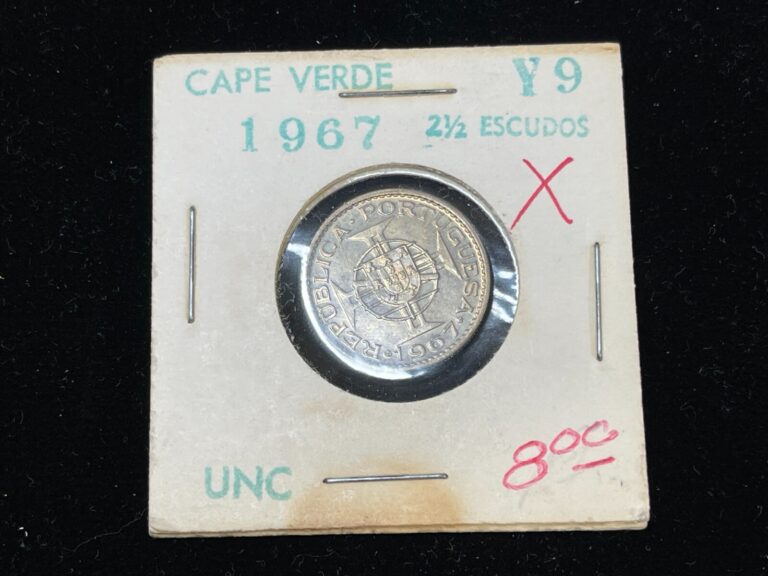 CAPE VERDE Y9
1967 2½ ESCUDOS
X
REPUBLICA·PORTUGUESA·1967·
UNC
8 00